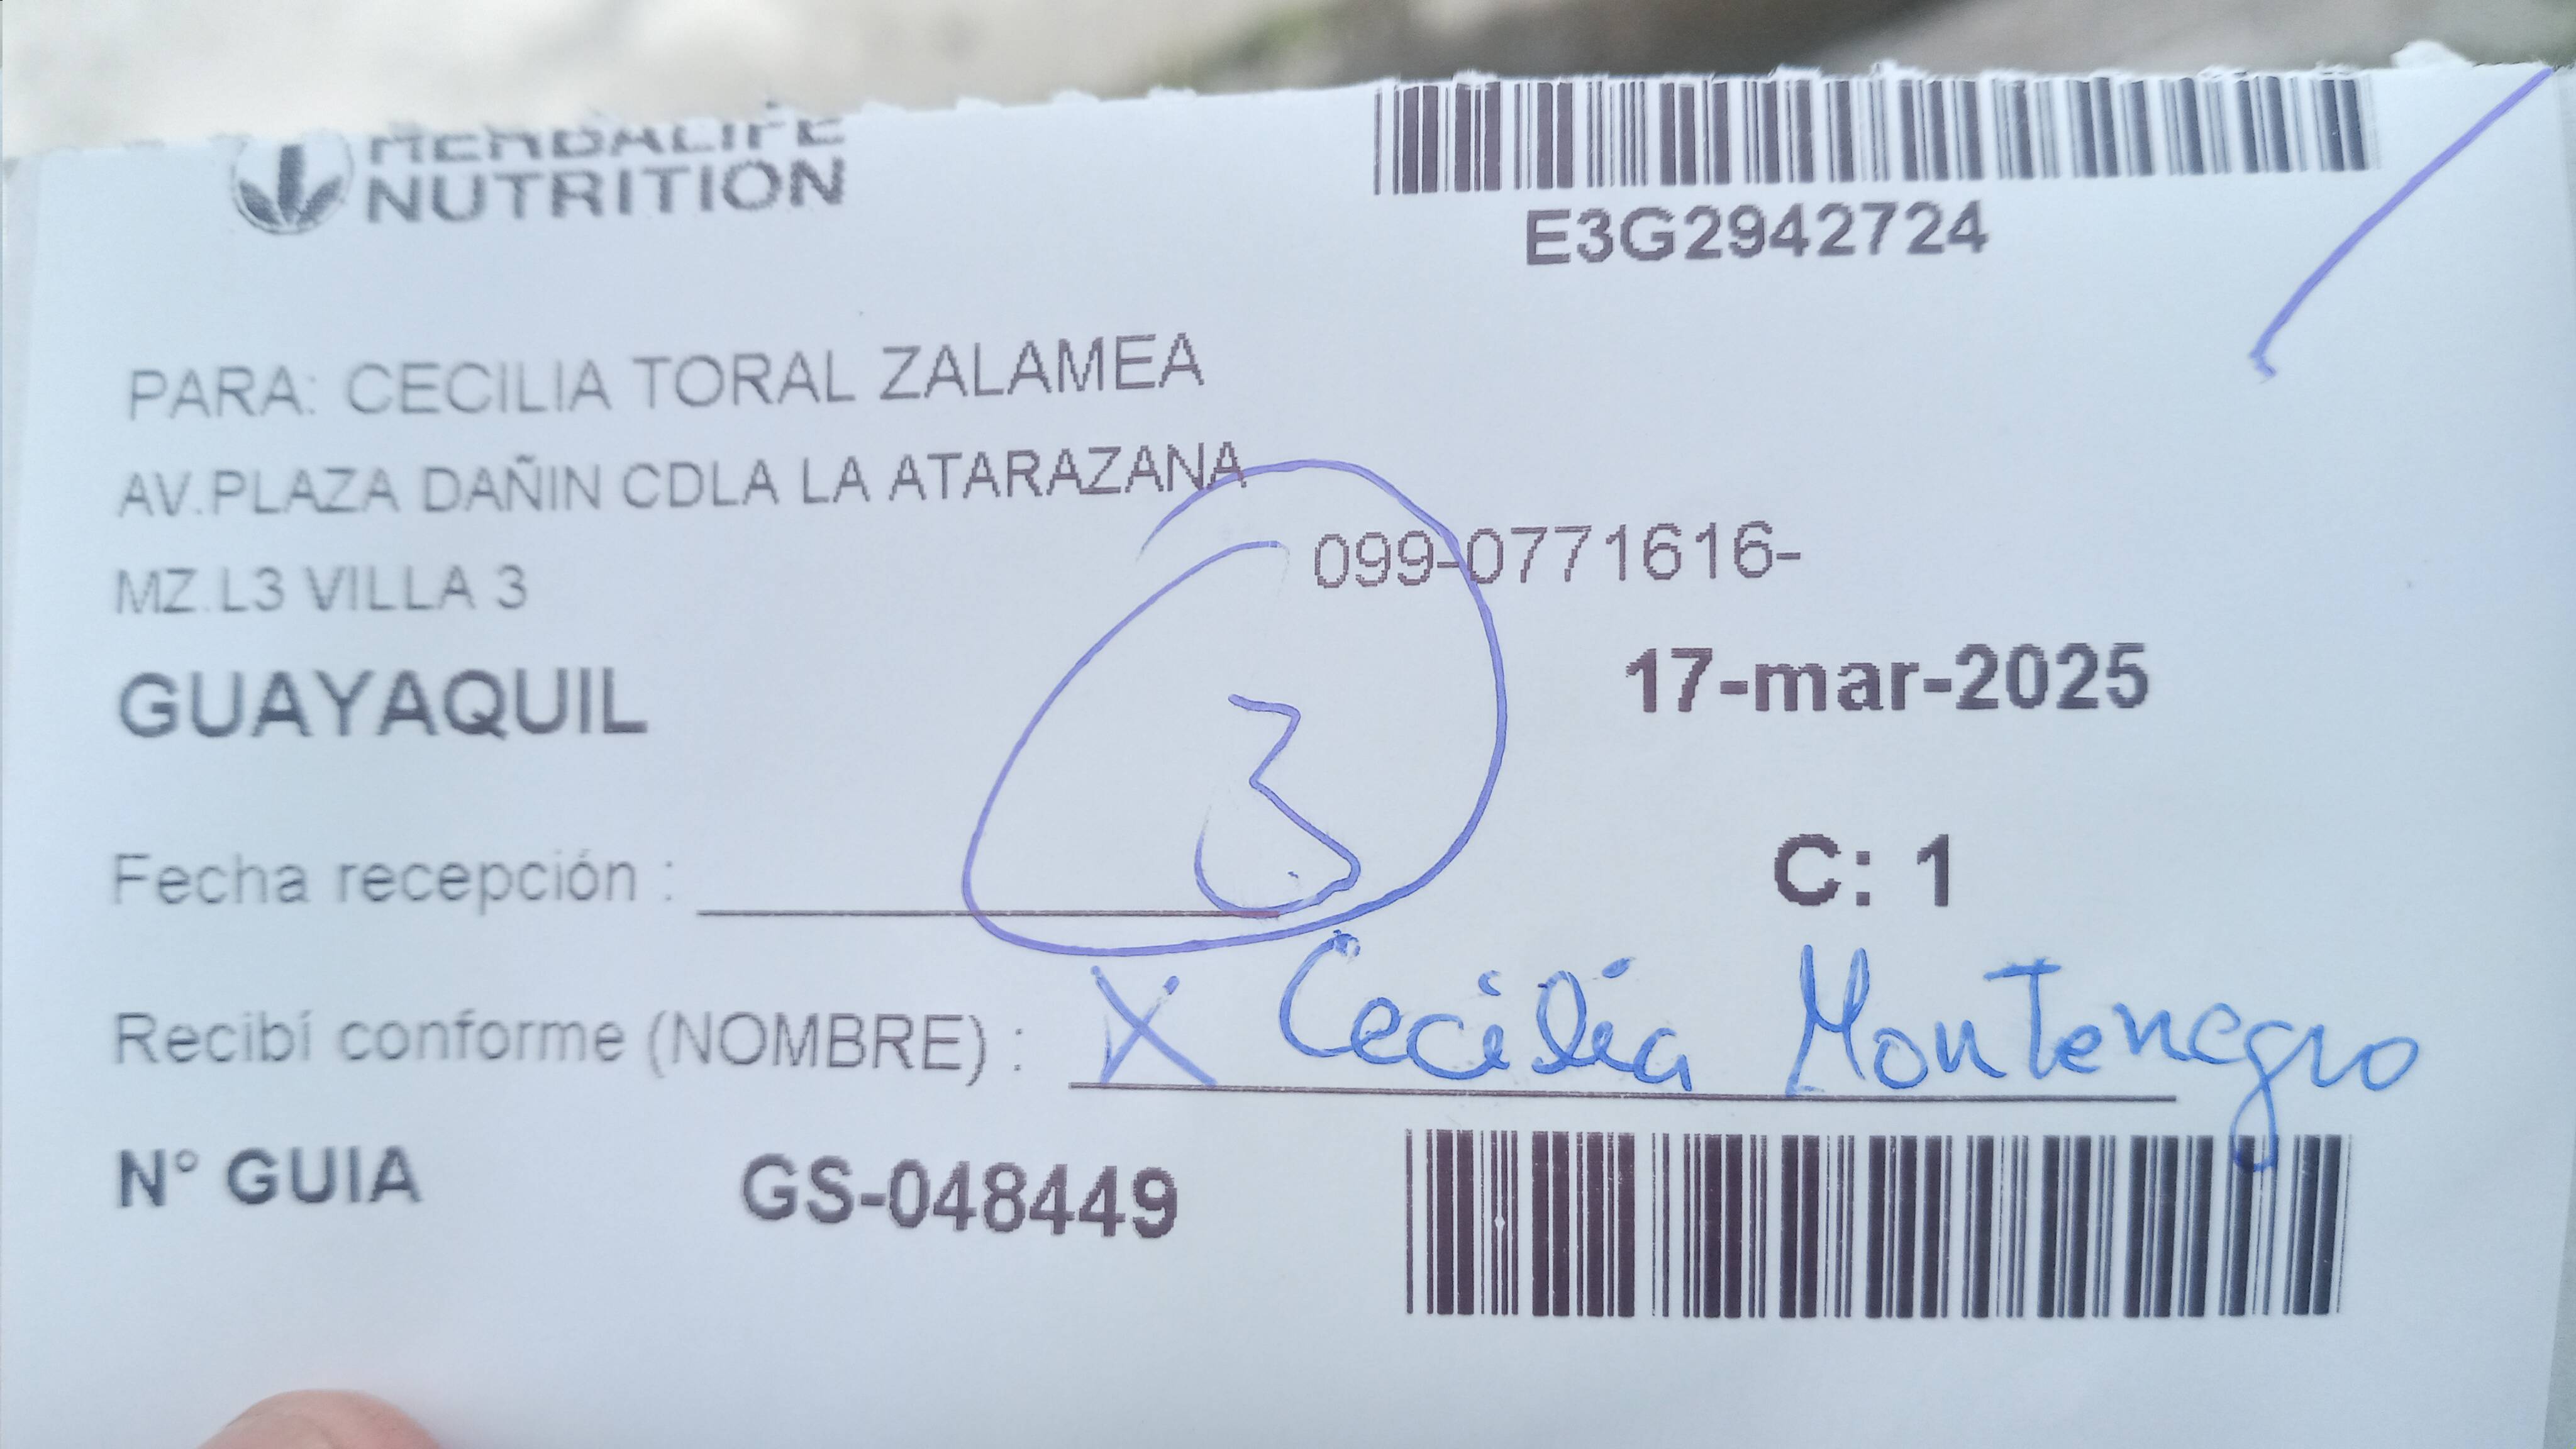 HERBALIFE
NUTRITION
E3G2942724
PARA: CECILIA TORAL ZALAMEA
AV.PLAZA DAÑIN CDLA LA ATARAZANA
MZ.L3 VILLA 3
099-0771616-
GUAYAQUIL
17-mar-2025
3
Fecha recepción :
C: 1
Recibí conforme (NOMBRE) : X Cecilia Montenegro
N° GUIA GS-048449